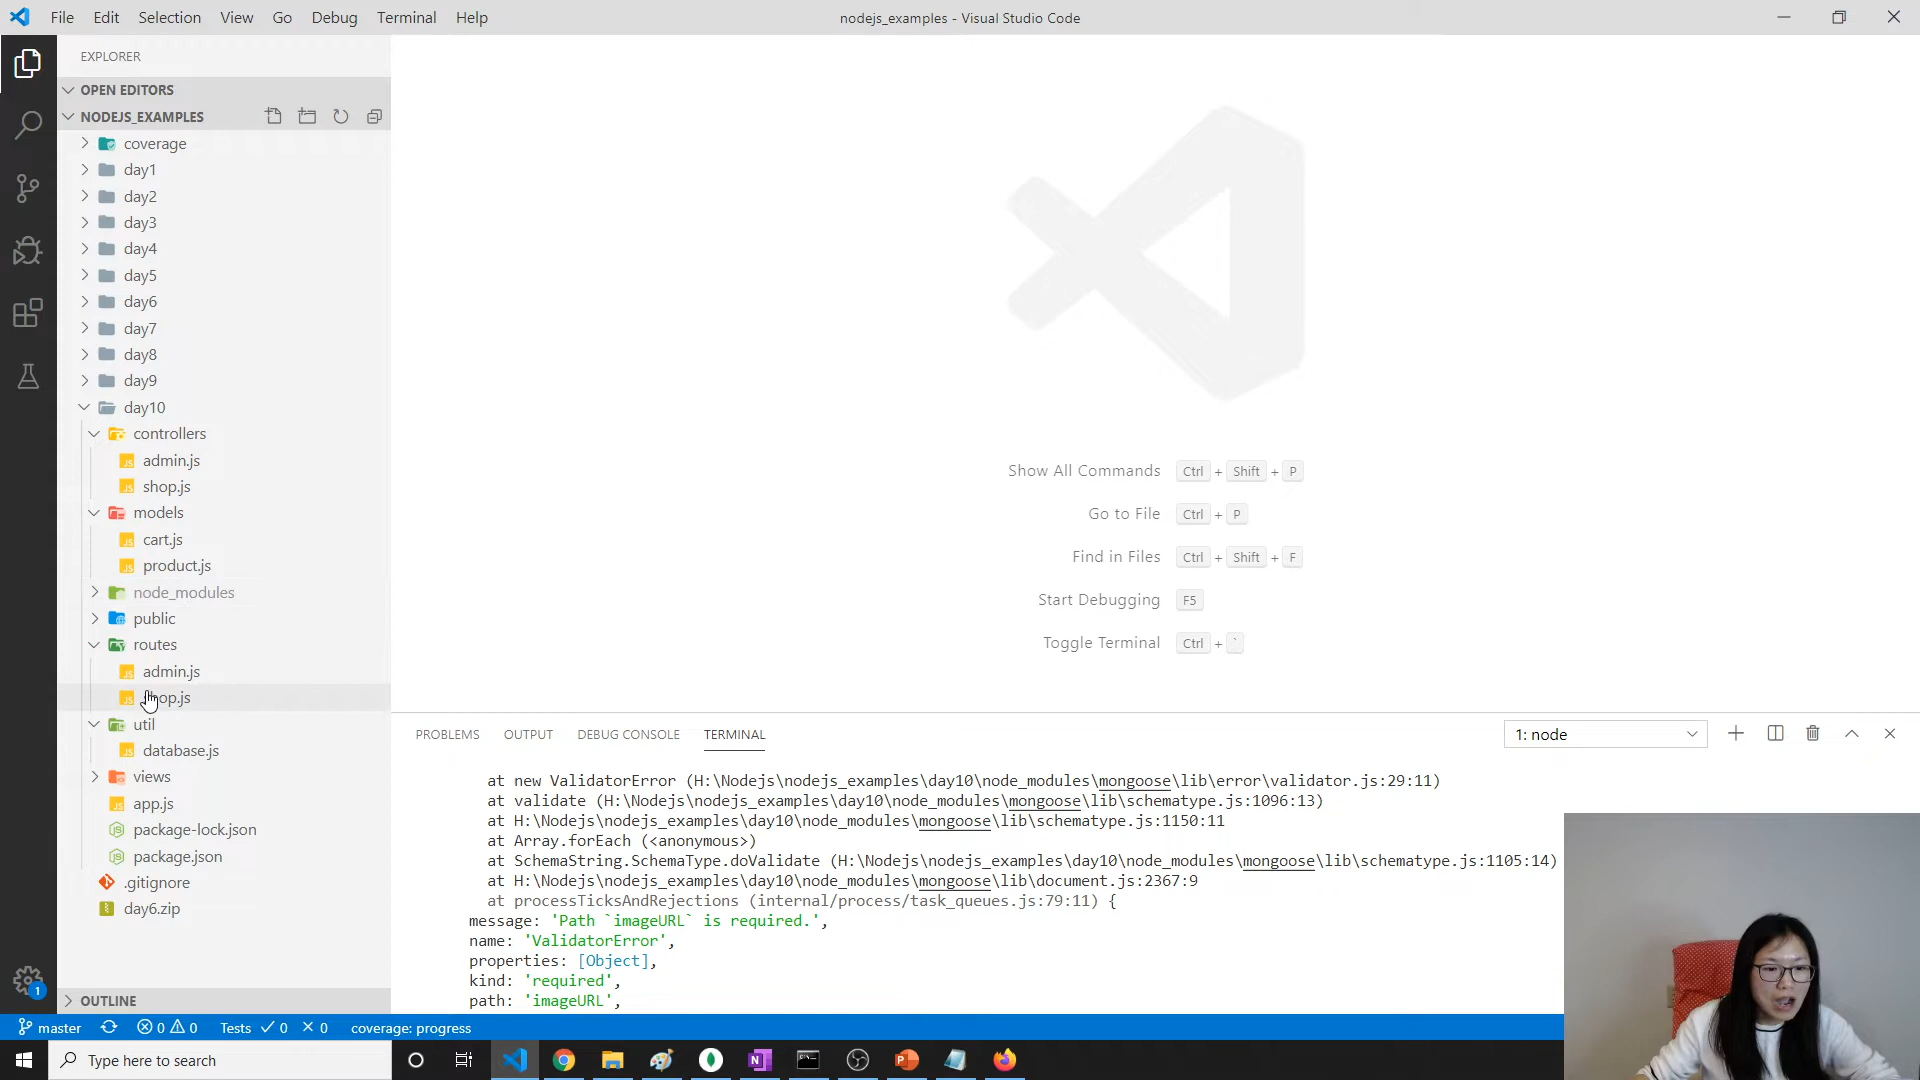 File Edit Selection View Go Debug Terminal Help
nodejs_examples - Visual Studio Code
EXPLORER
OPEN EDITORS
NODEJS_EXAMPLES
coverage
day1
day2
day3
day4
day5
day6
day7
day8
day9
day10
controllers
admin.js
shop.js
models
cart.js
product.js
node_modules
public
routes
admin.js
shop.js
util
database.js
views
app.js
package-lock.json
package.json
.gitignore
day6.zip
OUTLINE
Show All Commands Ctrl + Shift + P
Go to File Ctrl + P
Find in Files Ctrl + Shift + F
Start Debugging F5
Toggle Terminal Ctrl + `
PROBLEMS OUTPUT DEBUG CONSOLE TERMINAL
1: node
at new ValidatorError (H:\Nodejs\nodejs_examples\day10\node_modules\mongoose\lib\error\validator.js:29:11)
at validate (H:\Nodejs\nodejs_examples\day10\node_modules\mongoose\lib\schematype.js:1096:13)
at H:\Nodejs\nodejs_examples\day10\node_modules\mongoose\lib\schematype.js:1150:11
at Array.forEach (<anonymous>)
at SchemaString.SchemaType.doValidate (H:\Nodejs\nodejs_examples\day10\node_modules\mongoose\lib\schematype.js:1105:14)
at H:\Nodejs\nodejs_examples\day10\node_modules\mongoose\lib\document.js:2367:9
at processTicksAndRejections (internal/process/task_queues.js:79:11) {
message: 'Path `imageURL` is required.',
name: 'ValidatorError',
properties: [Object],
kind: 'required',
path: 'imageURL',
1
master 0 0 Tests 0 0 coverage: progress
Type here to search